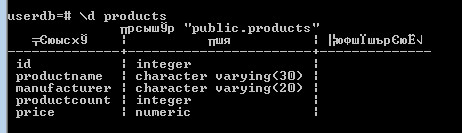 userdb=# \d products
╥рсышЎр "public.products"
╤ЄюысхЎ ¦ ╥шя ¦ ╠юфшЇшърЄюЁ√
id ¦ integer ¦
productname ¦ character varying(30) ¦
manufacturer ¦ character varying(20) ¦
productcount ¦ integer ¦
price ¦ numeric ¦